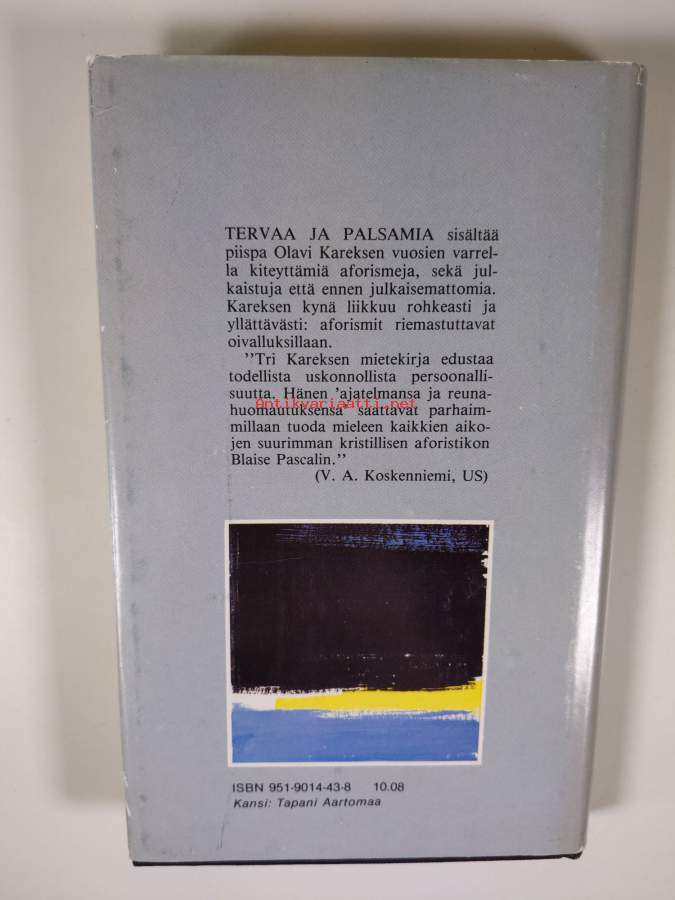 TERVAA JA PALSAMIA sisältää
piispa Olavi Kareksen vuosien varrel-
la kiteyttämiä aforismeja, sekä jul-
kaistuja että ennen julkaisemattomia.
Kareksen kynä liikkuu rohkeasti ja
yllättävästi: aforismit riemastuttavat
oivalluksillaan.
''Tri Kareksen mietekirja edustaa
todellista uskonnollista persoonalli-
suutta. Hänen 'ajatelmansa ja reuna-
Antikvariaatti.net
huomautuksensa' saattavat parhaim-
millaan tuoda mieleen kaikkien aiko-
jen suurimman kristillisen aforistikon
Blaise Pascalin.''
(V. A. Koskenniemi, US)
ISBN 951-9014-43-8 10.08
Kansi: Tapani Aartomaa